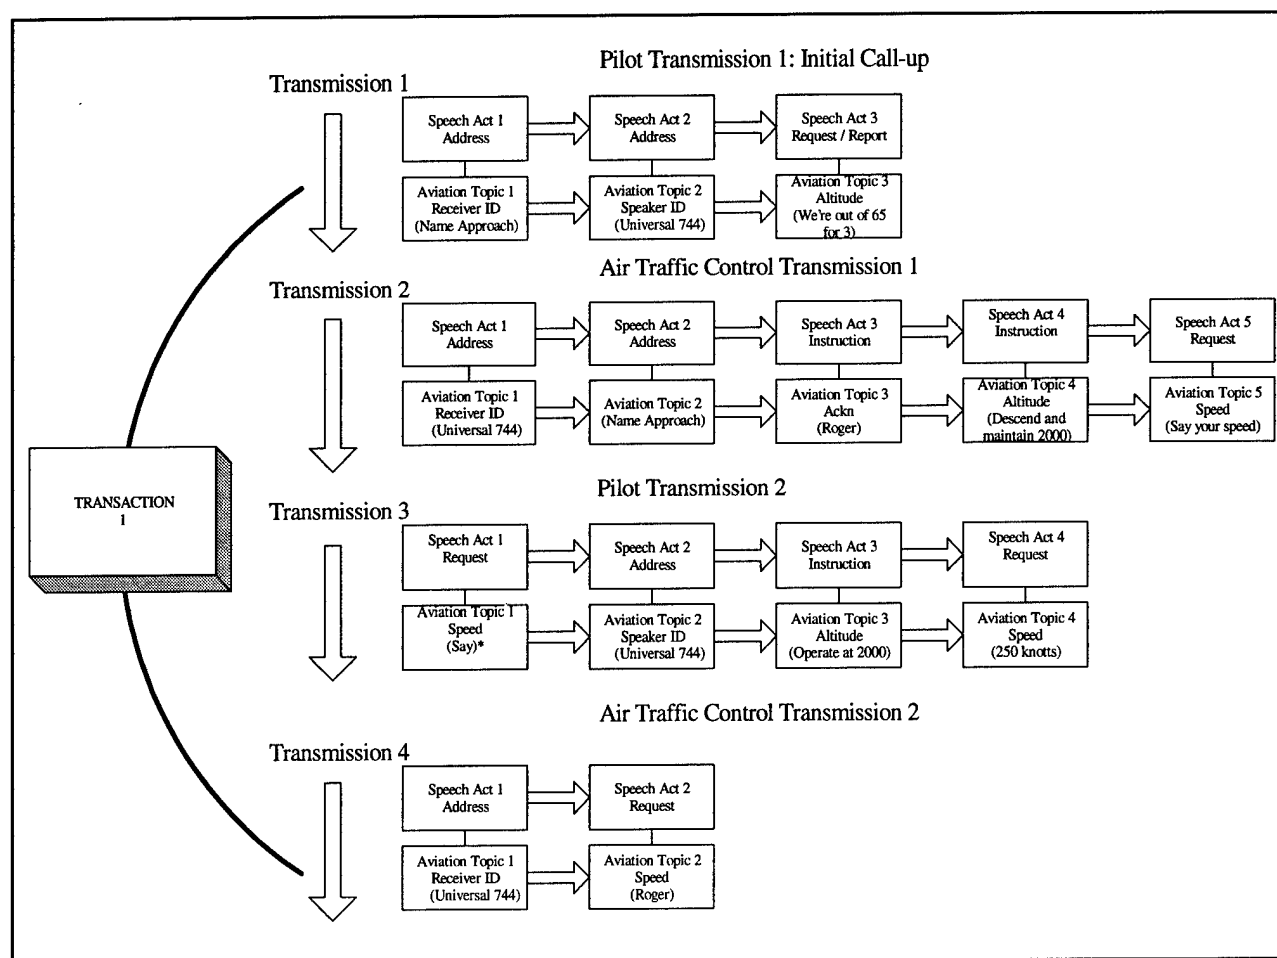 Pilot Transmission 1: Initial Call-up
Transmission 1
Speech Act 1
Address
Speech Act 2
Address
Speech Act 3
Request / Report
Aviation Topic 1
Receiver ID
(Name Approach)
Aviation Topic 2
Speaker ID
(Universal 744)
Aviation Topic 3
Altitude
(We're out of 65
for 3)
Air Traffic Control Transmission 1
Transmission 2
Speech Act 1
Address
Speech Act 2
Address
Speech Act 3
Instruction
Speech Act 4
Instruction
Speech Act 5
Request
Aviation Topic 1
Receiver ID
(Universal 744)
Aviation Topic 2
(Name Approach)
Aviation Topic 3
Ackn
(Roger)
Aviation Topic 4
Altitude
(Descend and
maintain 2000)
Aviation Topic 5
Speed
(Say your speed)
TRANSACTION
1
Pilot Transmission 2
Transmission 3
Speech Act 1
Request
Speech Act 2
Address
Speech Act 3
Instruction
Speech Act 4
Request
Aviation Topic 1
Speed
(Say)*
Aviation Topic 2
Speaker ID
(Universal 744)
Aviation Topic 3
Altitude
(Operate at 2000)
Aviation Topic 4
Speed
(250 knotts)
Air Traffic Control Transmission 2
Transmission 4
Speech Act 1
Address
Speech Act 2
Request
Aviation Topic 1
Receiver ID
(Universal 744)
Aviation Topic 2
Speed
(Roger)